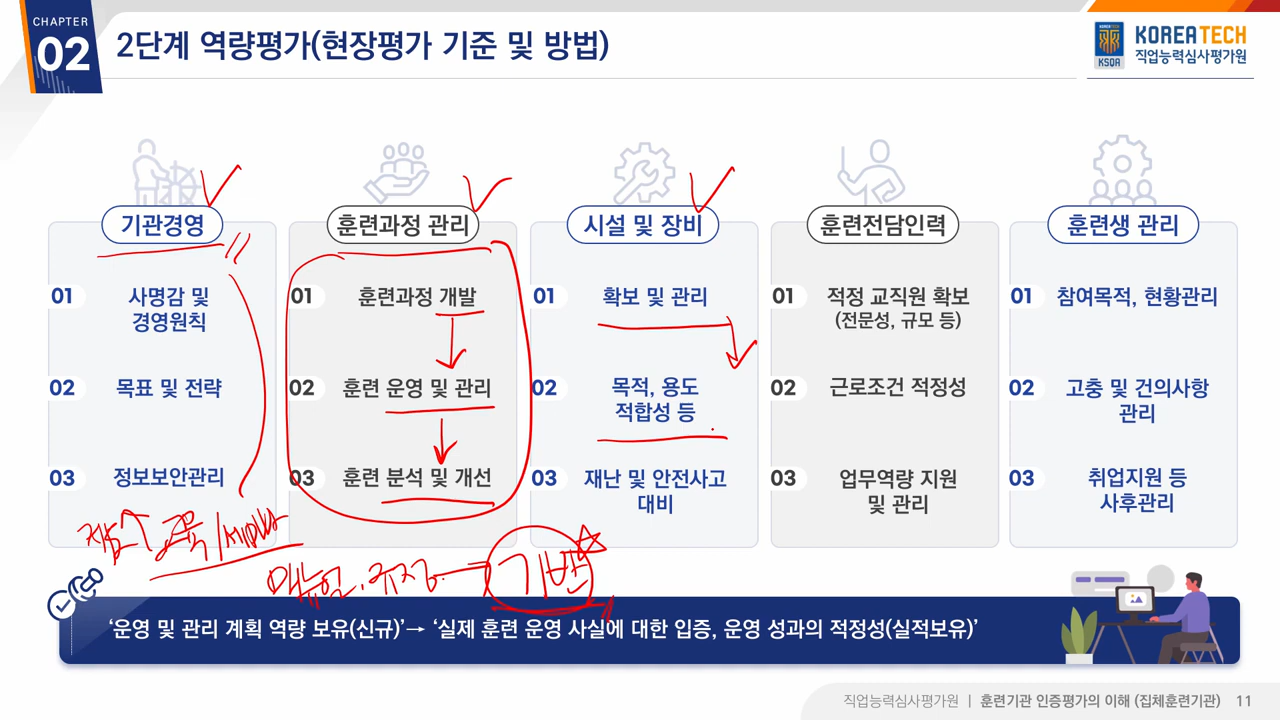 CHAPTER
02
2단계 역량평가(현장평가 기준 및 방법)
KSQA
KOREATECH
직업능력심사평가원
기관경영
01 사명감 및
경영원칙
02 목표 및 전략
03 정보보안관리
훈련과정 관리
01 훈련과정 개발
02 훈련 운영 및 관리
03 훈련 분석 및 개선
시설 및 장비
01 확보 및 관리
02 목적, 용도
적합성 등
03 재난 및 안전사고
대비
훈련전담인력
01 적정 교직원 확보
(전문성, 규모 등)
02 근로조건 적정성
03 업무역량 지원
및 관리
훈련생 관리
01 참여목적, 현황관리
02 고충 및 건의사항
관리
03 취업지원 등
사후관리
기반
‘운영 및 관리 계획 역량 보유(신규)’→ ‘실제 훈련 운영 사실에 대한 입증, 운영 성과의 적정성(실적보유)’
직업능력심사평가원 | 훈련기관 인증평가의 이해 (집체훈련기관) 11